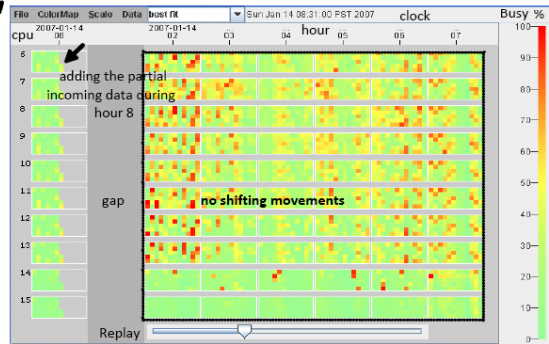 File ColorMap Scale Data best fit Sun Jan 14 08:31:00 PST 2007 clock Busy %
2007-01-14 2007-01-14 hour
cpu 08 02 03 04 05 06 07
100
6
adding the partial
7
incoming data during
8
hour 8
90
80
70
60
50
40
30
20
10
0
9
10
11
gap no shifting movements
12
13
14
15
Replay